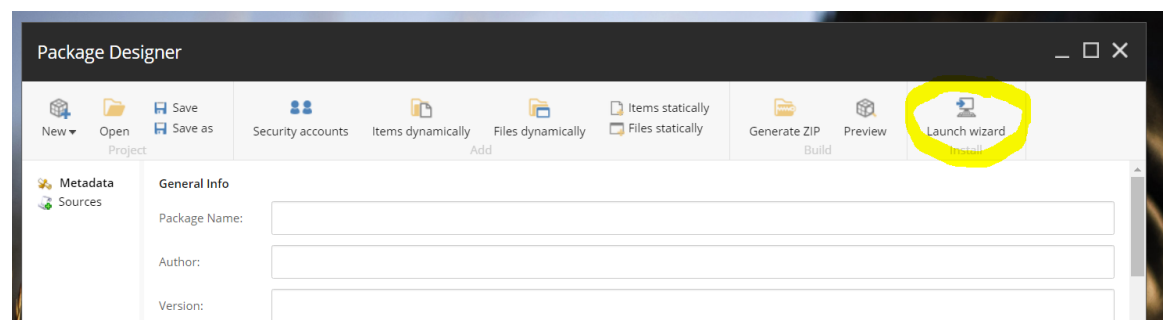 Package Designer
New
Open
Save
Save as
Project
Security accounts
Items dynamically
Files dynamically
Items statically
Files statically
Add
Generate ZIP
Preview
Build
Launch wizard
Install
Metadata
Sources
General Info
Package Name:
Author:
Version: